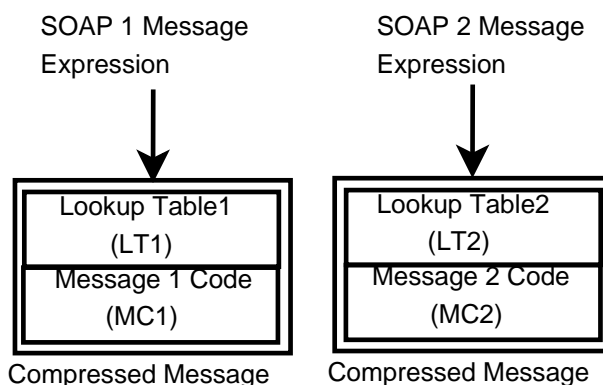 SOAP 1 Message
Expression
SOAP 2 Message
Expression
Lookup Table1
(LT1)
Message 1 Code
(MC1)
Compressed Message
Lookup Table2
(LT2)
Message 2 Code
(MC2)
Compressed Message